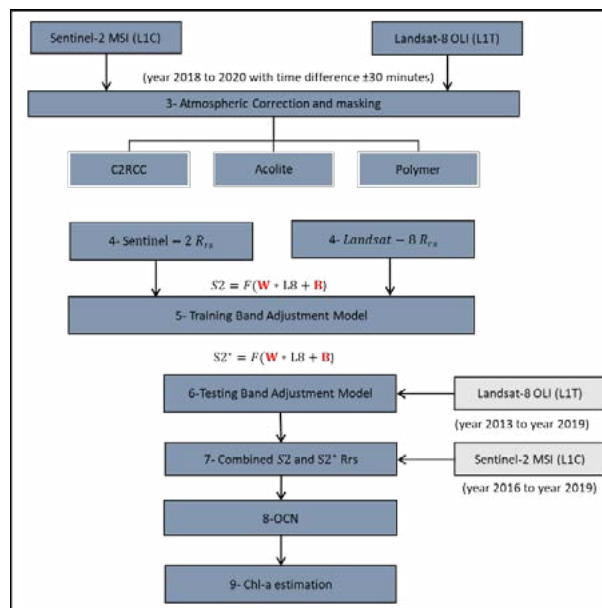 Sentinel-2 MSI (L1C)
Landsat-8 OLI (L1T)
(year 2018 to 2020 with time difference ±30 minutes)
3- Atmospheric Correction and masking
C2RCC
Acolite
Polymer
4- Sentinel − 2 Rrs
4- Landsat − 8 Rrs
S2 = F(W * L8 + B)
5- Training Band Adjustment Model
S2* = F(W * L8 + B)
6-Testing Band Adjustment Model
Landsat-8 OLI (L1T)
(year 2013 to year 2019)
7- Combined S2 and S2* Rrs
Sentinel-2 MSI (L1C)
(year 2016 to year 2019)
8-OCN
9- Chl-a estimation